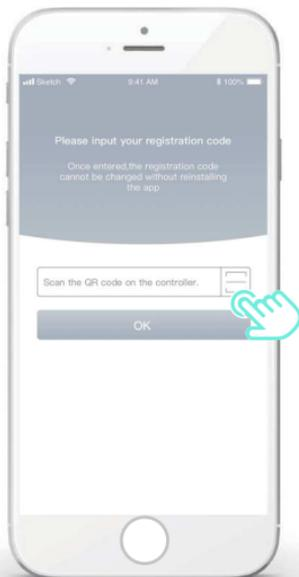 Sketch 9:41 AM 100%
Please input your registration code
Once entered,the registration code
cannot be changed without reinstalling
the app
Scan the QR code on the controller.
OK